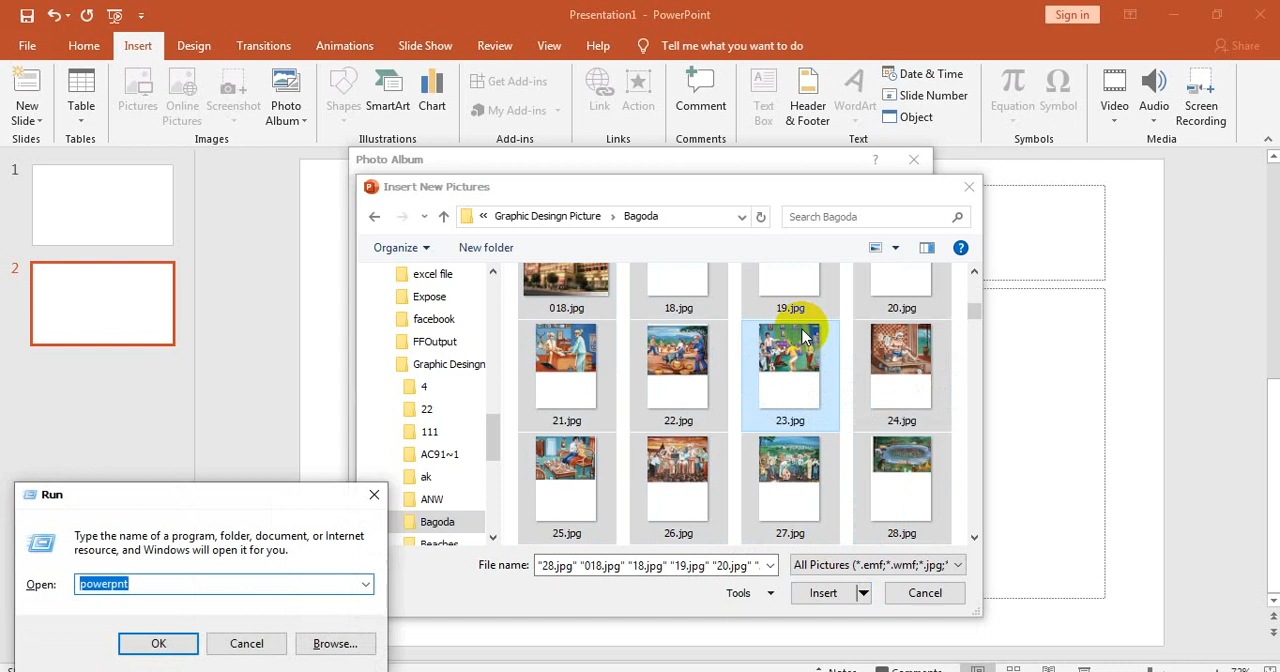 Presentation1 - PowerPoint
Sign in
File Home Insert Design Transitions Animations Slide Show Review View Help Tell me what you want to do Share
New Slide
Table
Pictures
Online Pictures
Screenshot
Photo Album
Shapes
SmartArt
Chart
Get Add-ins
My Add-ins
Link
Action
Comment
Text Box
Header & Footer
WordArt
Date & Time
Slide Number
Object
Equation
Symbol
Video
Audio
Screen Recording
Slides Tables Images Illustrations Add-ins Links Comments Text Symbols Media
1
2
Photo Album
?
Insert New Pictures
« Graphic Desingn Picture › Bagoda
Search Bagoda
Organize
New folder
excel file
Expose
facebook
FFOutput
Graphic Desingn
4
22
111
AC91~1
ak
ANW
Bagoda
Beaches
018.jpg 18.jpg 19.jpg 20.jpg
21.jpg 22.jpg 23.jpg 24.jpg
25.jpg 26.jpg 27.jpg 28.jpg
File name: "28.jpg" "018.jpg" "18.jpg" "19.jpg" "20.jpg" "
All Pictures (*.emf;*.wmf;*.jpg;*
Tools Insert Cancel
Run
Type the name of a program, folder, document, or Internet
resource, and Windows will open it for you.
Open: powerpnt
OK Cancel Browse...
Notes Comments 72%